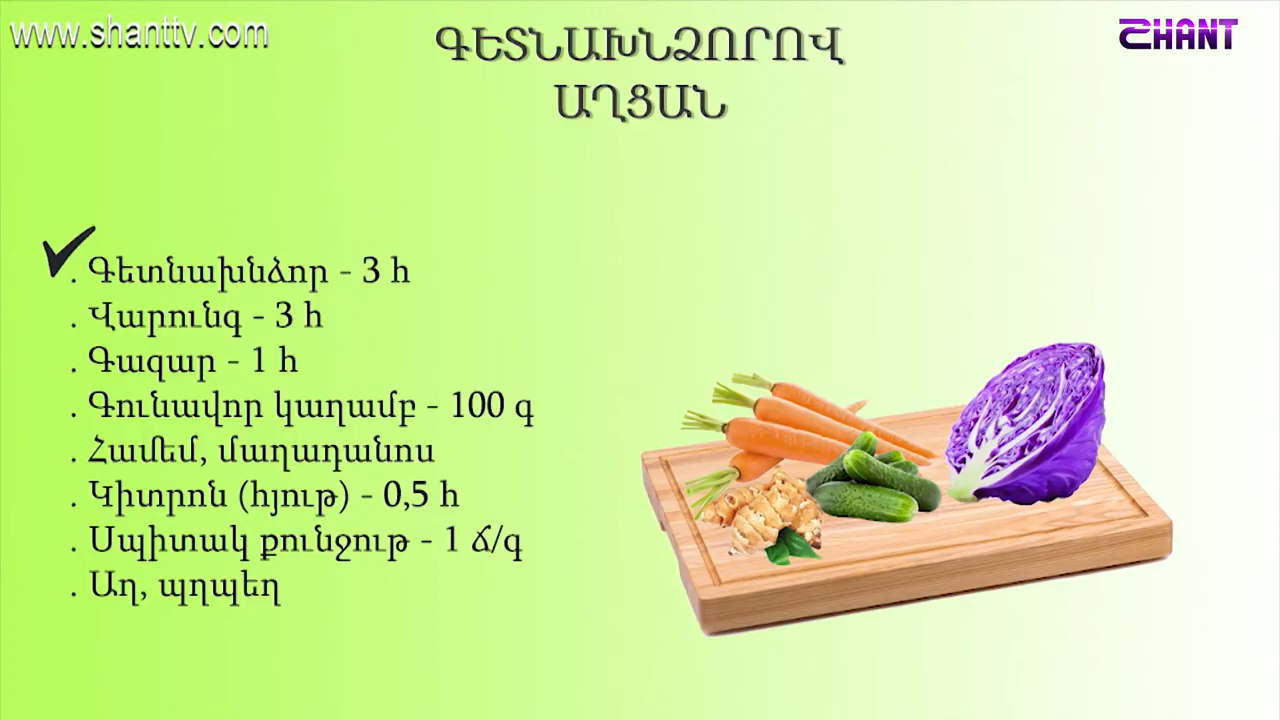 www.shanttv.com
SHANT
ԳԵՏՆԱԽՆՁՈՐՈՎ
ԱՂՑԱՆ
. Գետնախնձոր - 3 հ
. Վարունգ - 3 հ
. Գազար - 1 հ
. Գունավոր կաղամբ - 100 գ
. Համեմ, մաղադանոս
. Կիտրոն (հյութ) - 0,5 հ
. Սպիտակ քունջութ - 1 ճ/գ
. Աղ, պղպեղ